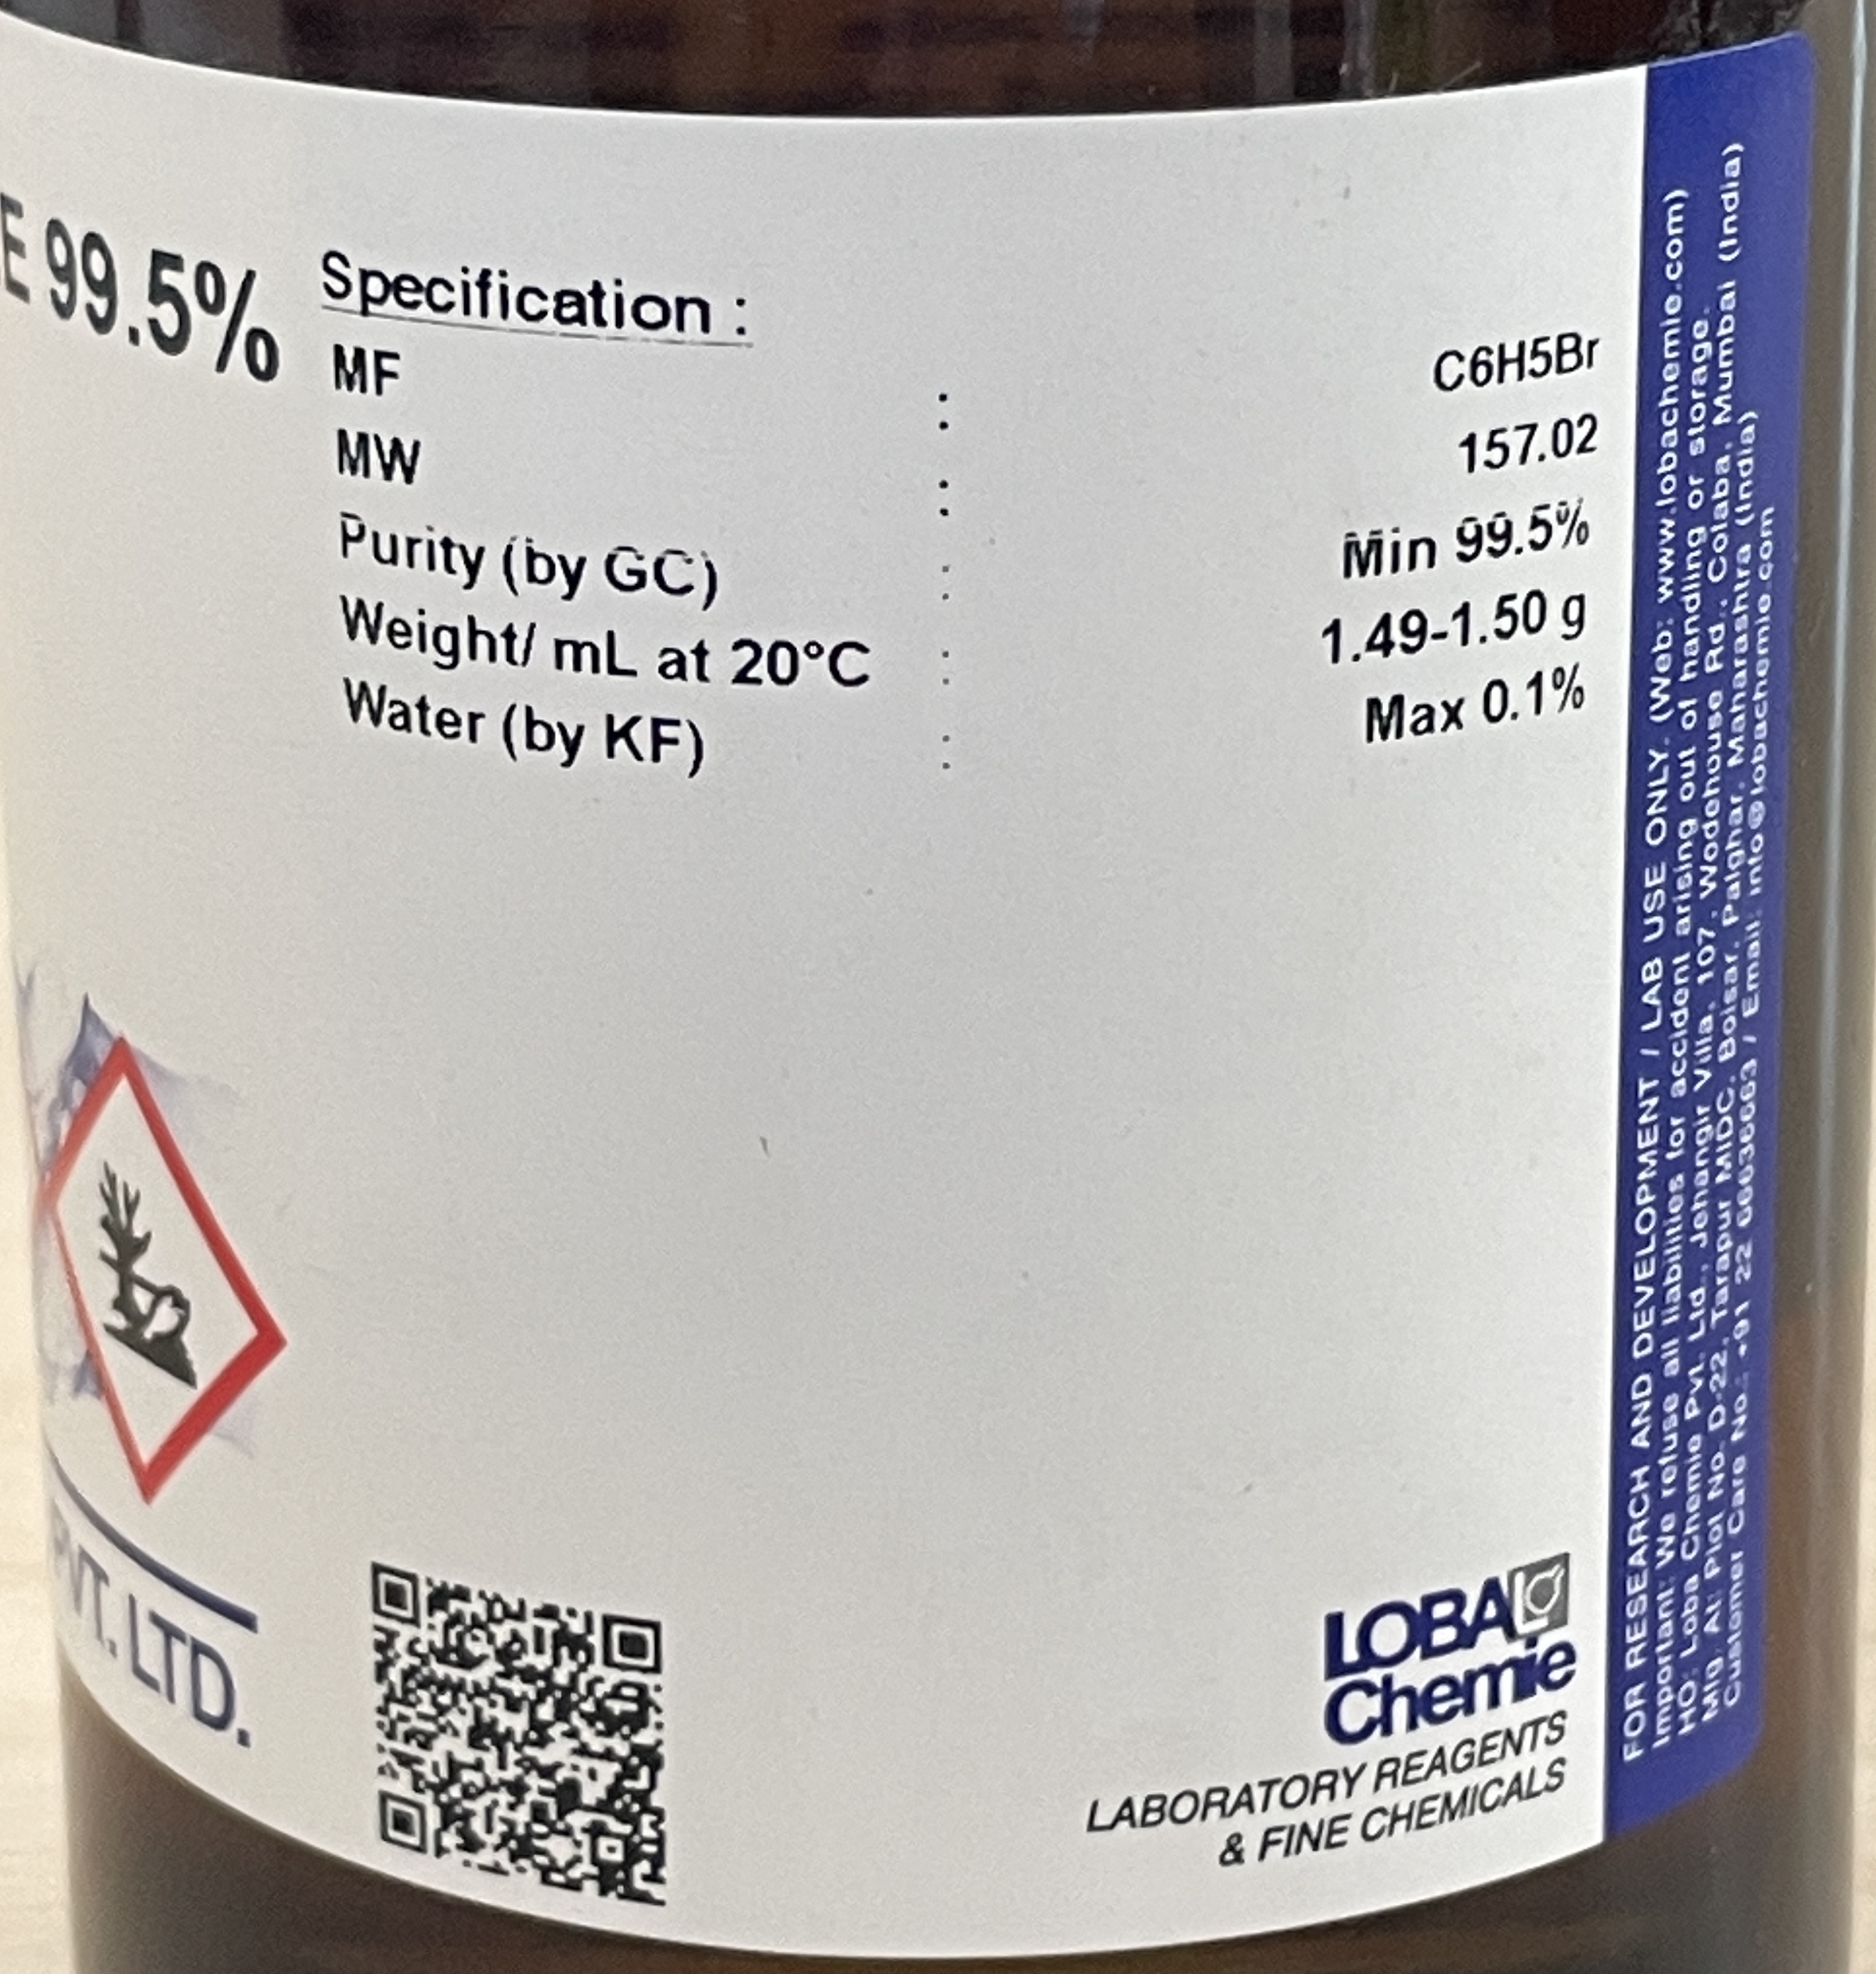 E 99.5%
Specification :
MF : C6H5Br
MW : 157.02
Purity (by GC) : Min 99.5%
Weight/ mL at 20°C : 1.49-1.50 g
Water (by KF) : Max 0.1%
PVT. LTD.
LOBA
Chemie
LABORATORY REAGENTS
& FINE CHEMICALS
FOR RESEARCH AND DEVELOPMENT / LAB USE ONLY. (Web: www.lobachemie.com)
Important: We refuse all liabilities for accident arising out of handling or storage.
HO: Loba Chemie Pvt. Ltd., Jehangir Villa, 107, Wodehouse Rd., Colaba, Mumbai (India)
Mfg. At: Plot No. D-22, Tarapur MIDC, Boisar, Palghar, Maharashtra (India)
Customer Care No.: +91 22 66636663 / Email: info@lobachemie.com